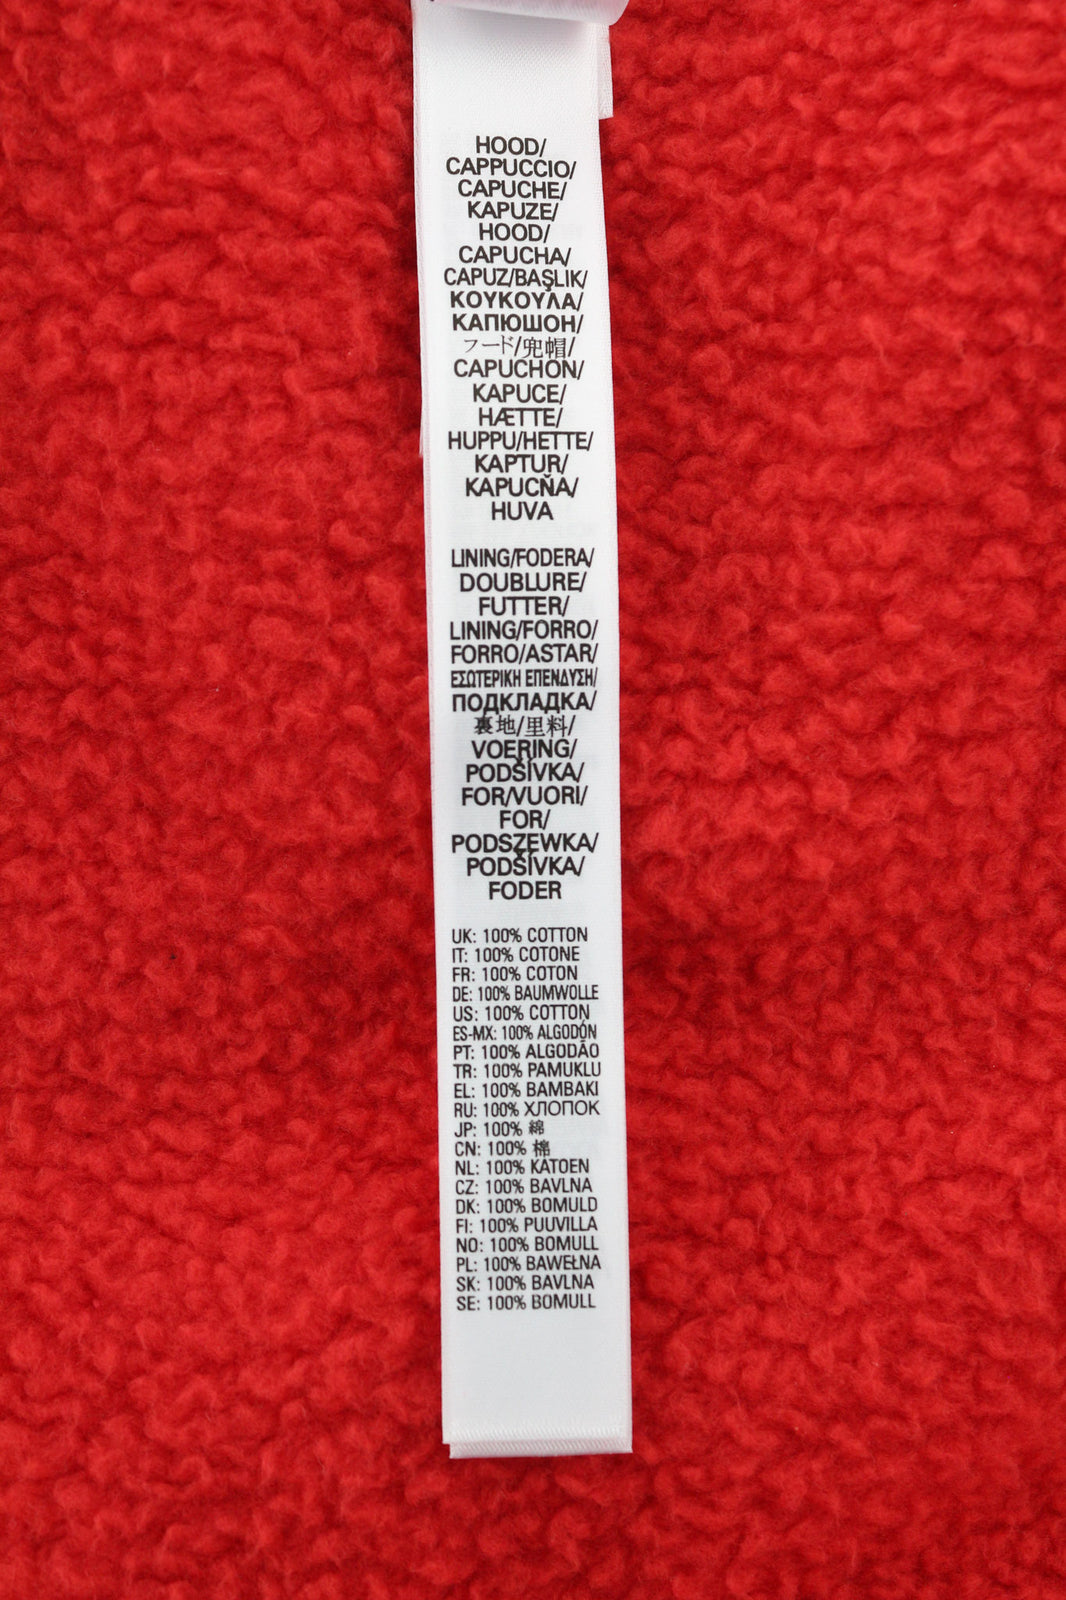 HOOD/
CAPPUCCIO/
CAPUCHE/
KAPUZE/
HOOD/
CAPUCHA/
CAPUZ/BAŞLIK/
ΚΟΥΚΟΥΛΑ/
КАПЮШОН/
フード/兜帽/
CAPUCHON/
KAPUCE/
HÆTTE/
HUPPU/HETTE/
KAPTUR/
KAPUCŇA/
HUVA
LINING/FODERA/
DOUBLURE/
FUTTER/
LINING/FORRO/
FORRO/ASTAR/
ΕΣΩΤΕΡΙΚΗ ΕΠΕΝΔΥΣΗ/
ПОДКЛАДКА/
裏地/里料/
VOERING/
PODŠÍVKA/
FOR/VUORI/
FOR/
PODSZEWKA/
PODŠÍVKA/
FODER
UK: 100% COTTON
IT: 100% COTONE
FR: 100% COTON
DE: 100% BAUMWOLLE
US: 100% COTTON
ES-MX: 100% ALGODÓN
PT: 100% ALGODÃO
TR: 100% PAMUKLU
EL: 100% ΒΑΜΒΑΚΙ
RU: 100% ХЛОПОК
JP: 100% 綿
CN: 100% 棉
NL: 100% KATOEN
CZ: 100% BAVLNA
DK: 100% BOMULD
FI: 100% PUUVILLA
NO: 100% BOMULL
PL: 100% BAWEŁNA
SK: 100% BAVLNA
SE: 100% BOMULL